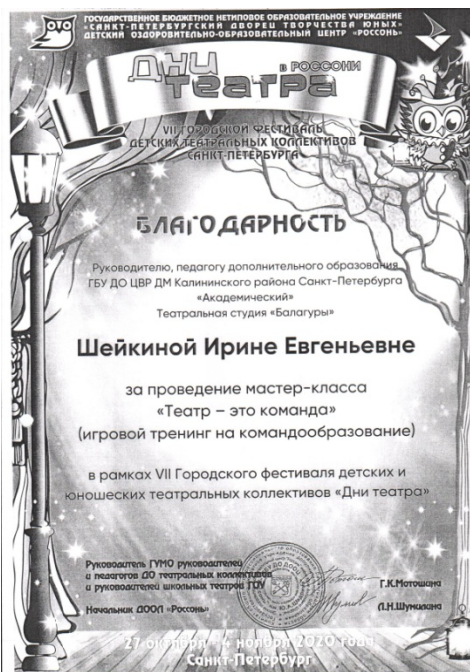 ГОСУДАРСТВЕННОЕ БЮДЖЕТНОЕ НЕТИПОВОЕ ОБРАЗОВАТЕЛЬНОЕ УЧРЕЖДЕНИЕ
«САНКТ-ПЕТЕРБУРГСКИЙ ДВОРЕЦ ТВОРЧЕСТВА ЮНЫХ»
ДЕТСКИЙ ОЗДОРОВИТЕЛЬНО-ОБРАЗОВАТЕЛЬНЫЙ ЦЕНТР «РОССОНЬ»
Дни
в РОССОНИ
театра
VII ГОРОДСКОЙ ФЕСТИВАЛЬ
ДЕТСКИХ ТЕАТРАЛЬНЫХ КОЛЛЕКТИВОВ
САНКТ-ПЕТЕРБУРГА
БЛАГОДАРНОСТЬ
Руководителю, педагогу дополнительного образования
ГБУ ДО ЦВР ДМ Калининского района Санкт-Петербурга
«Академический»
Театральная студия «Балагуры»
Шейкиной Ирине Евгеньевне
за проведение мастер-класса
«Театр – это команда»
(игровой тренинг на командообразование)
в рамках VII Городского фестиваля детских и
юношеских театральных коллективов «Дни театра»
Руководитель ГУМО руководителей
и педагогов ДО театральных коллективов
и руководителей школьных театров ГОУ
Г.К.Мотошина
Начальник ДООЛ «Россонь»
Л.Н.Шумилина
27 октября - 4 ноября 2020 года
Санкт-Петербург